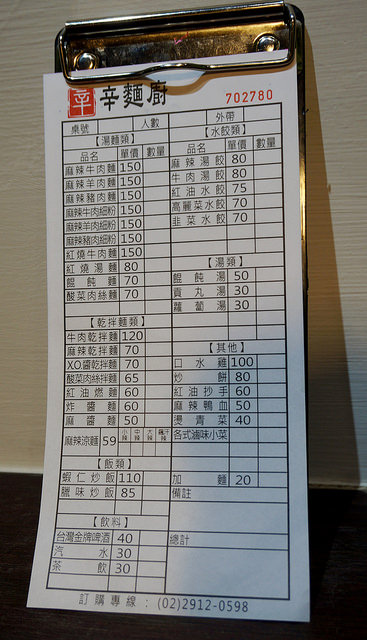 辛 辛麵廚
702780
桌號 人數 外帶
【湯麵類】
品名 單價 數量
麻辣牛肉麵 150
麻辣羊肉麵 150
麻辣豬肉麵 150
麻辣牛肉細粉 150
麻辣羊肉細粉 150
麻辣豬肉細粉 150
紅燒牛肉麵 150
紅燒湯麵 80
餛飩麵 70
酸菜肉絲麵 70
【乾拌麵類】
牛肉乾拌麵 120
麻辣乾拌麵 70
X.O.醬乾拌麵 70
酸菜肉絲拌麵 65
紅油燃麵 60
炸醬麵 60
麻醬麵 50
麻辣涼麵 59 小辣 中辣 大辣
【飯類】
蝦仁炒飯 110
臘味炒飯 85
【飲料】
台灣金牌啤酒 40
汽水 30
茶飲 30
【水餃類】
品名 單價 數量
麻辣湯餃 80
牛肉湯餃 80
紅油水餃 75
高麗菜水餃 70
韭菜水餃 70
【湯類】
餛飩湯 50
貢丸湯 30
蘿蔔湯 30
【其他】
口水雞 100
炒餅 80
紅油抄手 60
麻辣鴨血 50
燙青菜 40
各式滷味小菜
加麵 20
備註
總計
訂購專線：(02)2912-0598